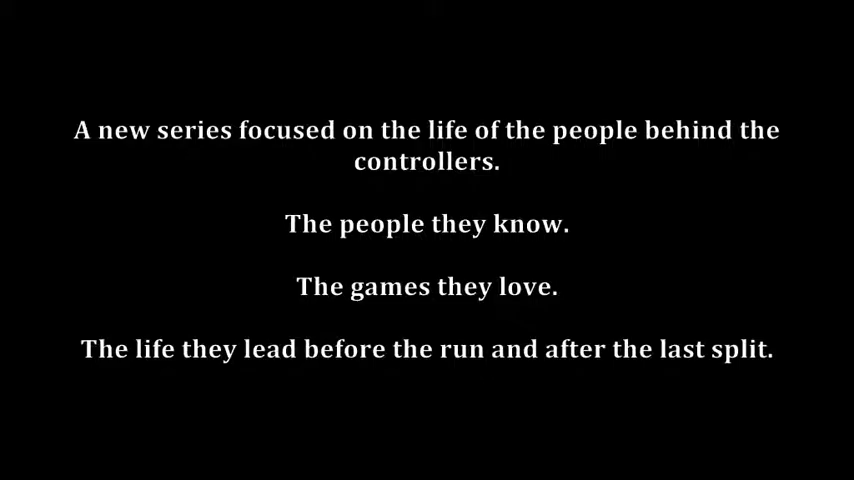 A new series focused on the life of the people behind the
controllers.
The people they know.
The games they love.
The life they lead before the run and after the last split.